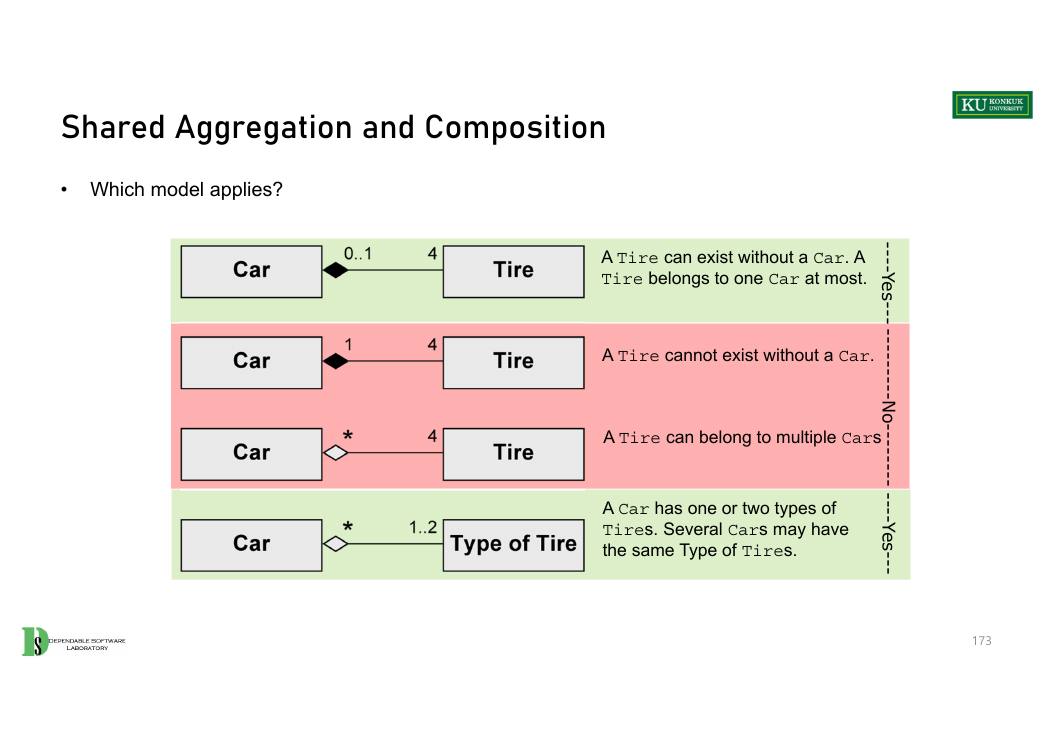 KU KONKUK
UNIVERSITY
Shared Aggregation and Composition
• Which model applies?
Car 0..1 4 Tire
A Tire can exist without a Car. A
Tire belongs to one Car at most.
----Yes----
Car 1 4 Tire
A Tire cannot exist without a Car.
Car * 4 Tire
A Tire can belong to multiple Cars
---------No---------
Car * 1..2 Type of Tire
A Car has one or two types of
Tires. Several Cars may have
the same Type of Tires.
----Yes---
DS DEPENDABLE SOFTWARE
LABORATORY
173